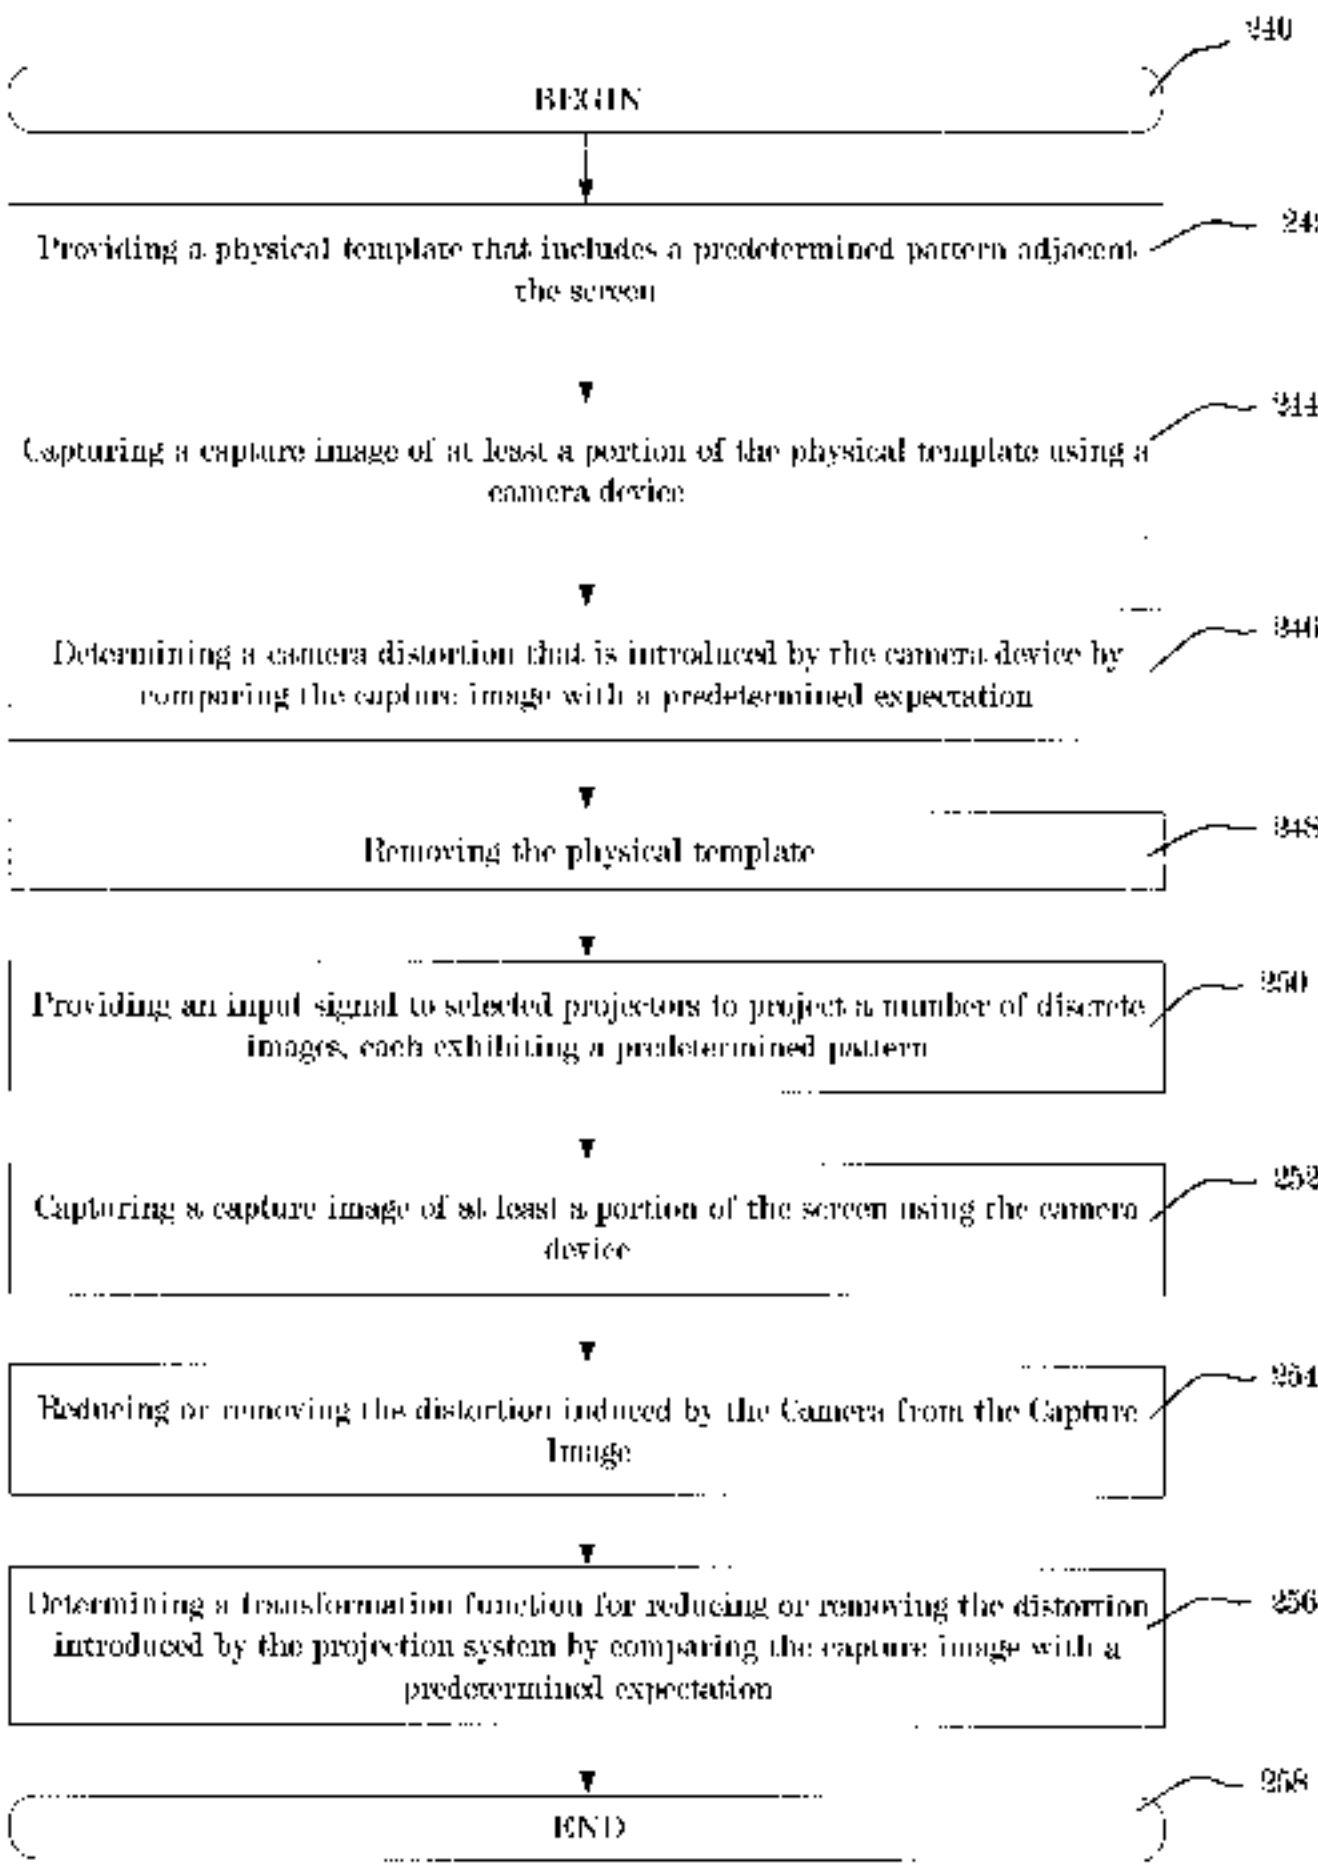 240
BEGIN
Providing a physical template that includes a predetermined pattern adjacent
the screen
244
Capturing a capture image of at least a portion of the physical template using a
camera device
246
Determining a camera distortion that is introduced by the camera device by
comparing the capture image with a predetermined expectation
248
Removing the physical template
250
Providing an input signal to selected projectors to project a number of discrete
images, each exhibiting a predetermined pattern
252
Capturing a capture image of at least a portion of the screen using the camera
device
254
Reducing or removing the distortion induced by the Camera from the Capture
Image
256
Determining a transformation function for reducing or removing the distortion
introduced by the projection system by comparing the capture image with a
predetermined expectation
258
END